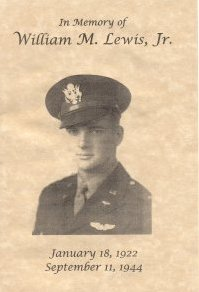 In Memory of
William M. Lewis, Jr.
January 18, 1922
September 11, 1944